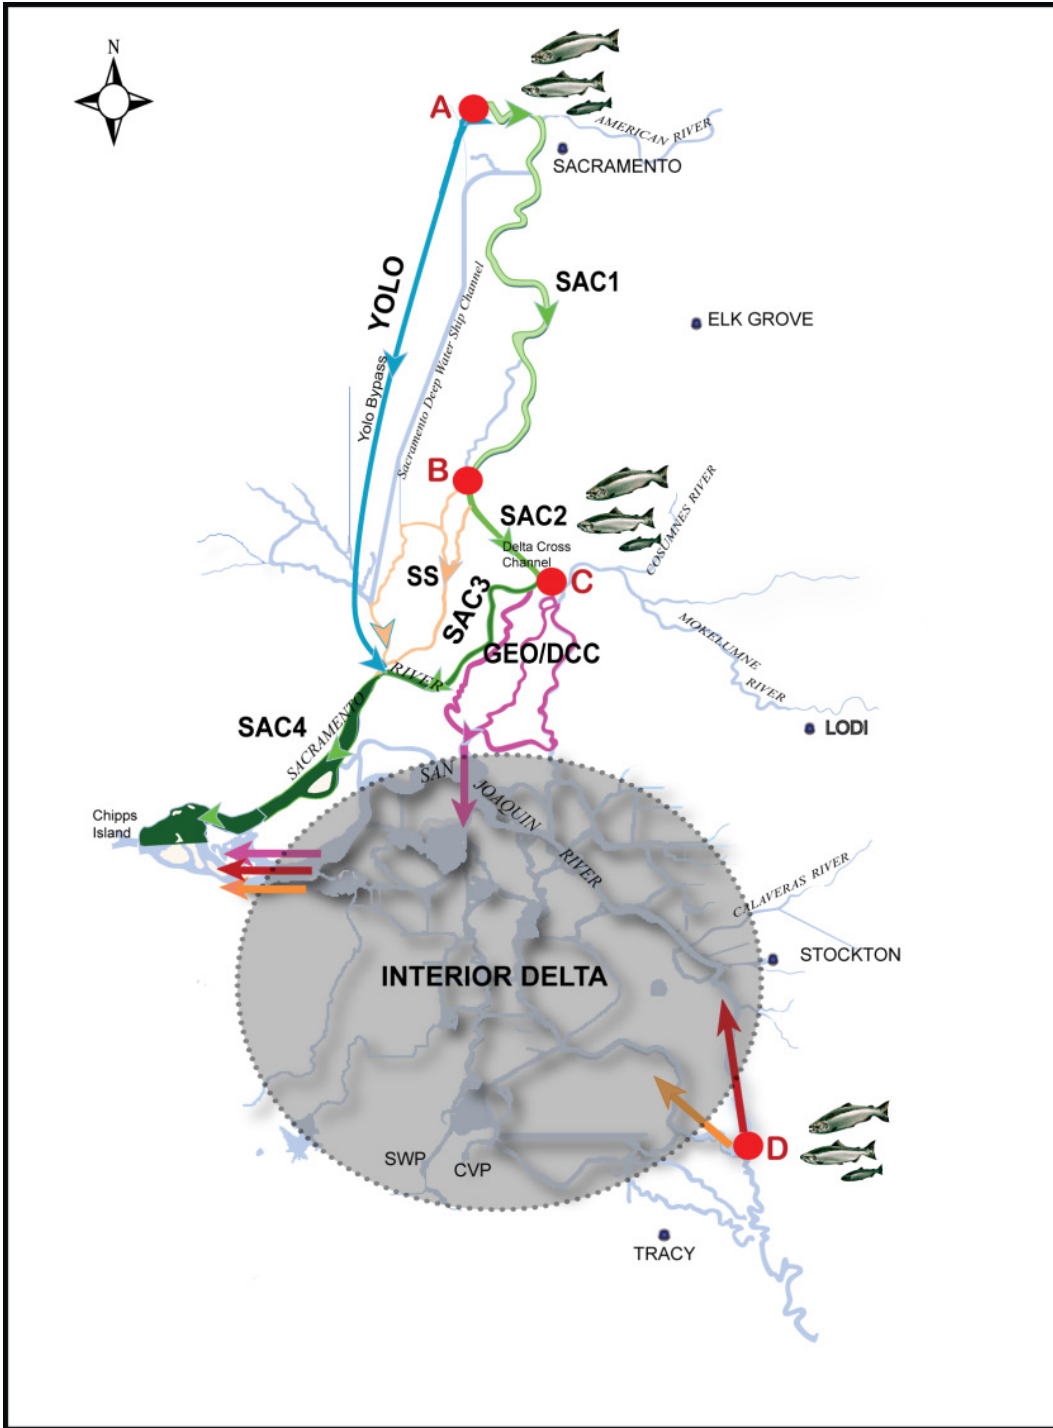 N
A
AMERICAN RIVER
SACRAMENTO
YOLO
SAC1
Sacramento Deep Water Ship Channel
ELK GROVE
Yolo Bypass
B
SAC2
COSUMNES RIVER
Delta Cross
Channel
SS
SAC3
C
MOKELUMNE
RIVER
GEO/DCC
RIVER
SACRAMENTO
SAC4
LODI
SAN
JOAQUIN
RIVER
Chipps
Island
CALAVERAS RIVER
STOCKTON
INTERIOR DELTA
D
SWP
CVP
TRACY